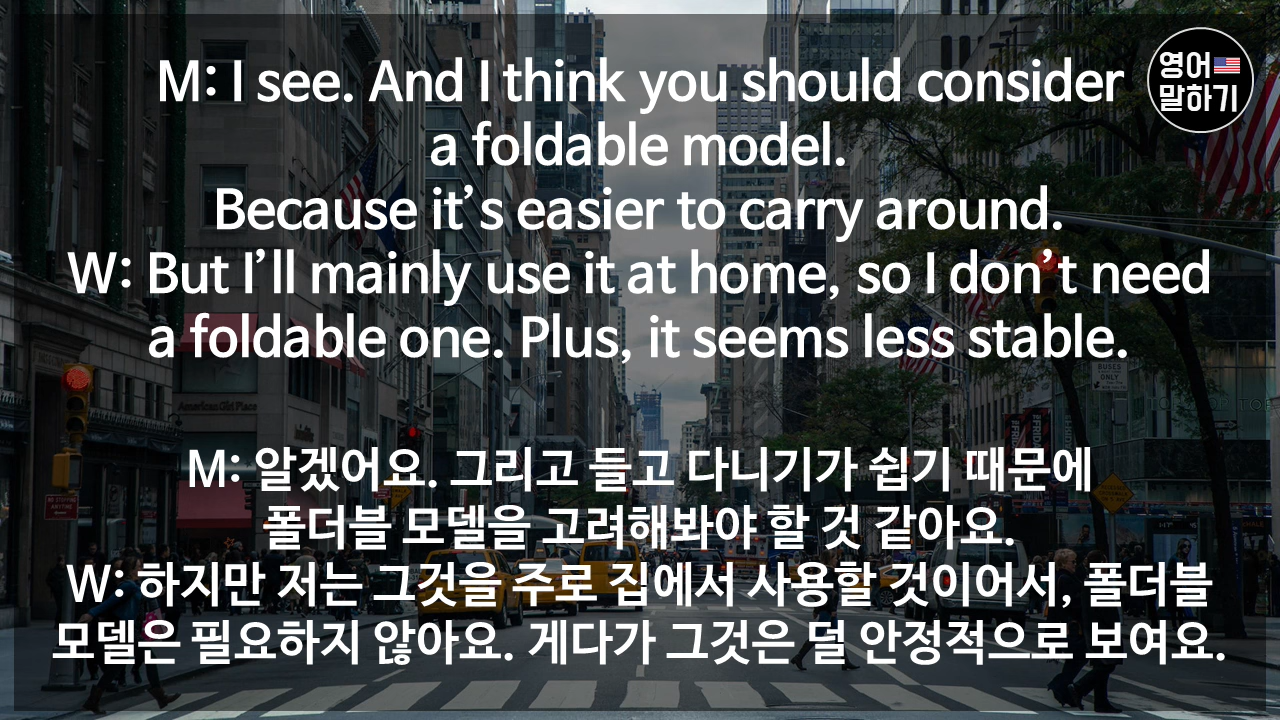 M: I see. And I think you should consider
a foldable model.
Because it’s easier to carry around.
W: But I’ll mainly use it at home, so I don’t need
a foldable one. Plus, it seems less stable.
M: 알겠어요. 그리고 들고 다니기가 쉽기 때문에
폴더블 모델을 고려해봐야 할 것 같아요.
W: 하지만 저는 그것을 주로 집에서 사용할 것이어서, 폴더블
모델은 필요하지 않아요. 게다가 그것은 덜 안정적으로 보여요.
영어
말하기
American Girl Place
BUSES
ONLY